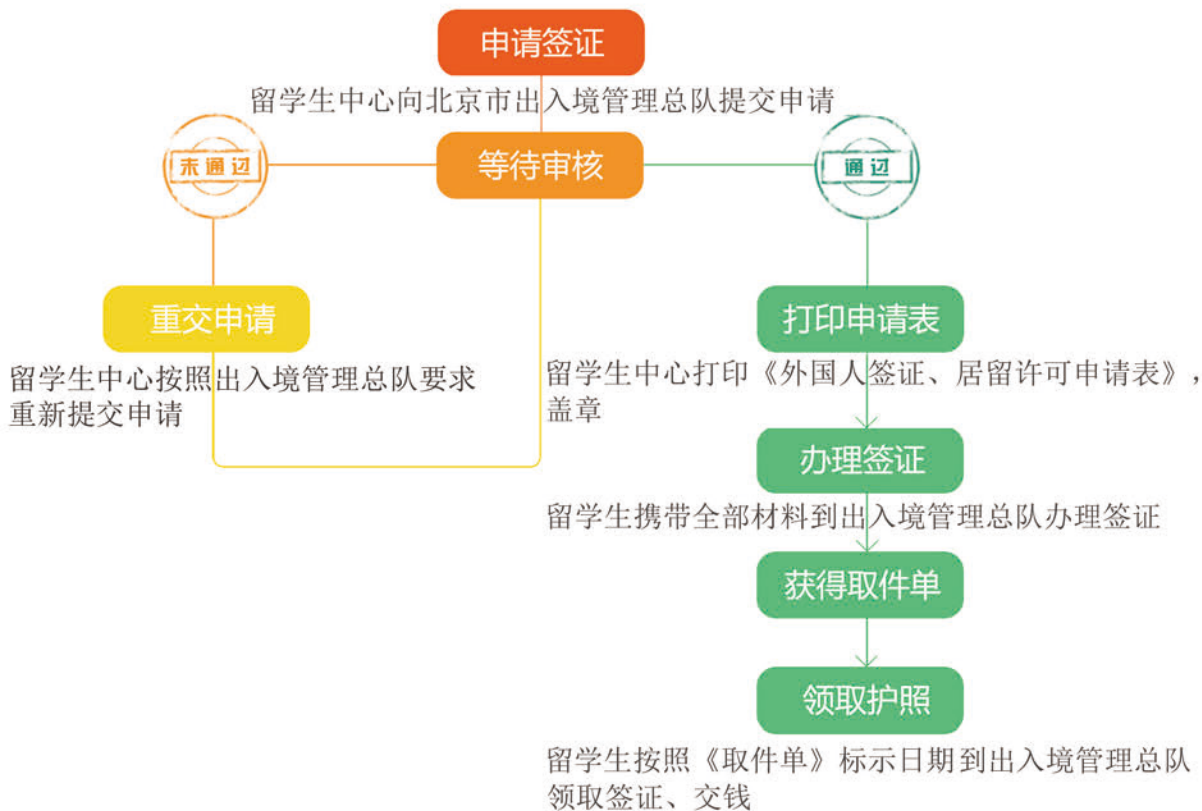 申请签证
留学生中心向北京市出入境管理总队提交申请
未通过
等待审核
通过
重交申请
留学生中心按照出入境管理总队要求
重新提交申请
打印申请表
留学生中心打印《外国人签证、居留许可申请表》，
盖章
办理签证
留学生携带全部材料到出入境管理总队办理签证
获得取件单
领取护照
留学生按照《取件单》标示日期到出入境管理总队
领取签证、交钱